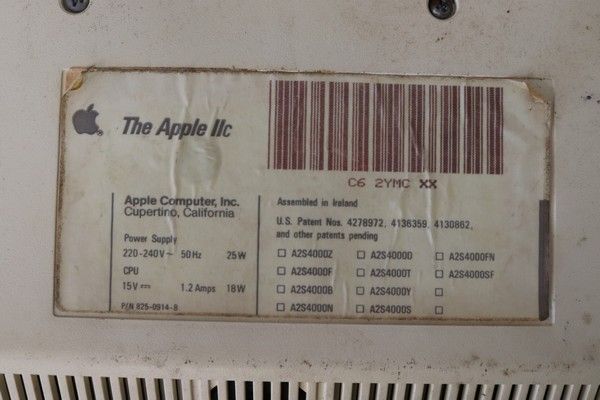 The Apple IIc
C6 2YMC XX
Apple Computer, Inc.
Cupertino, California
Power Supply
220-240V~ 50Hz 25W
CPU
15V⎓ 1.2 Amps 18W
P/N 825-0914-B
Assembled in Ireland
U.S. Patent Nos. 4278972, 4136359, 4130862,
and other patents pending
☐ A2S4000Z ☐ A2S4000D ☐ A2S4000FN
☐ A2S4000F ☐ A2S4000T ☐ A2S4000SF
☐ A2S4000B ☐ A2S4000Y ☐
☐ A2S4000N ☐ A2S4000S ☐